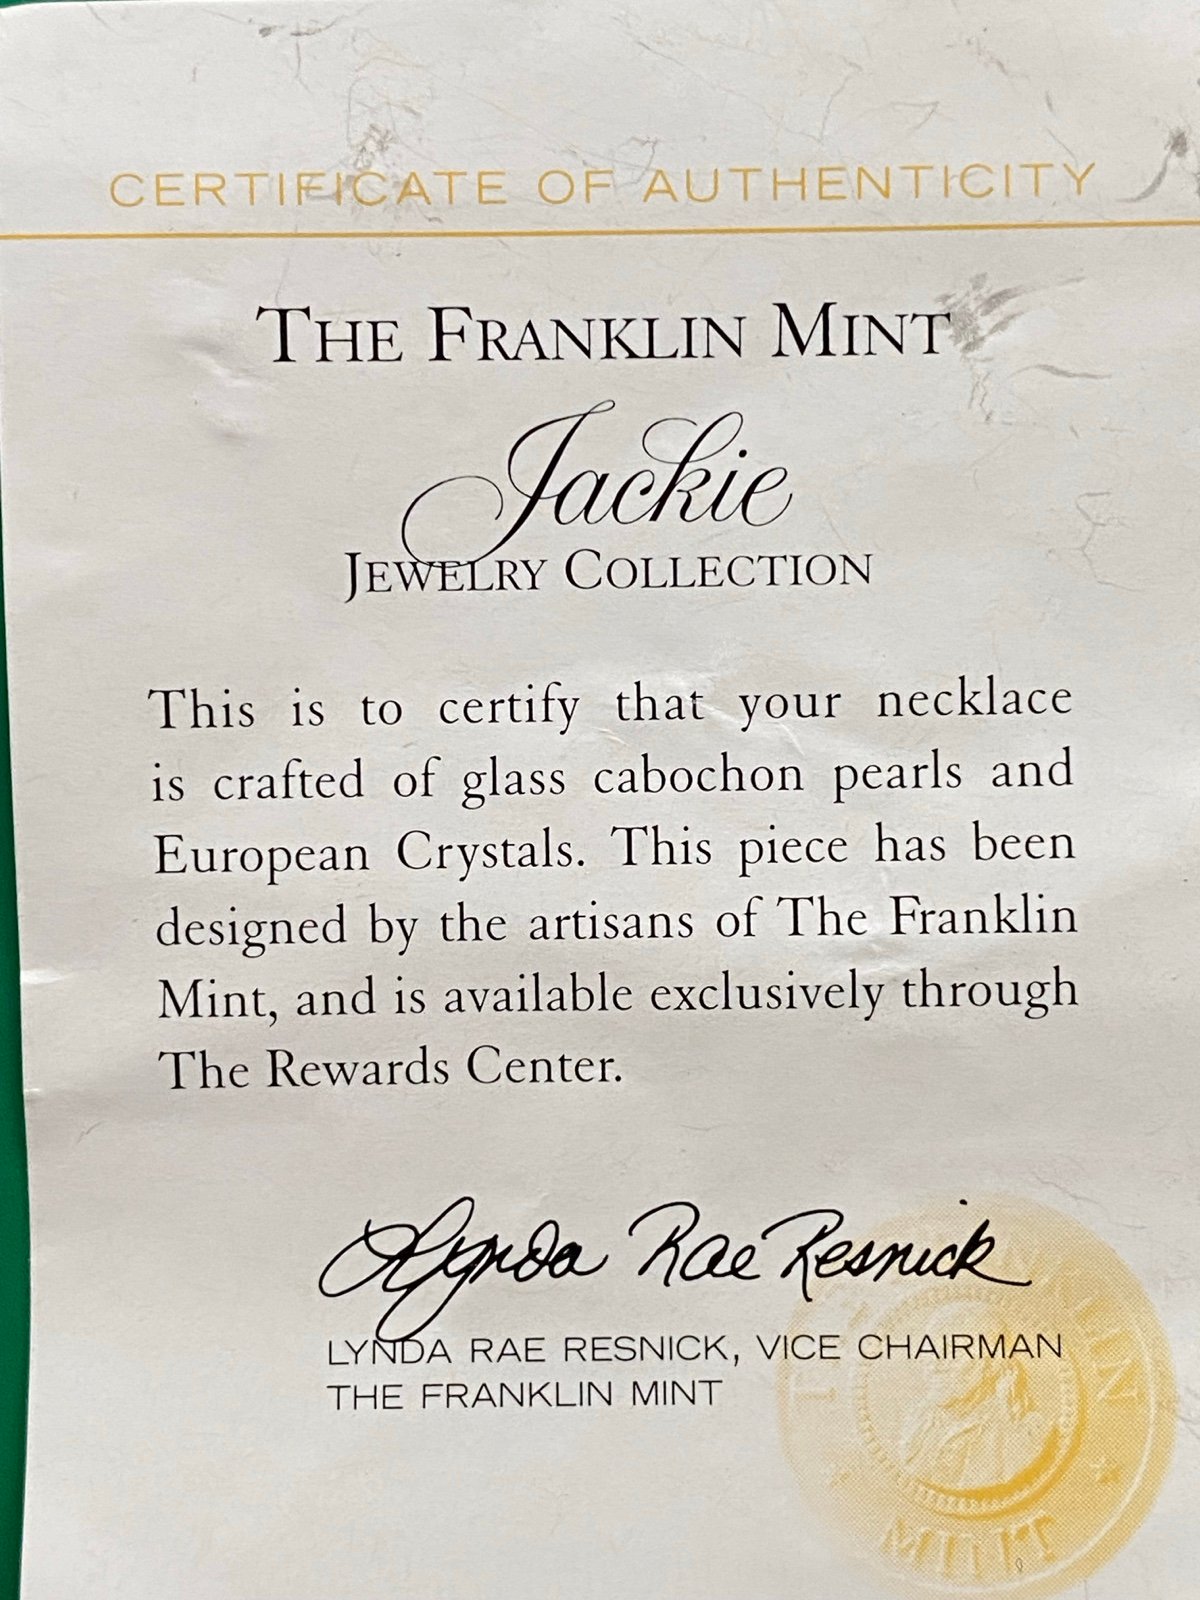 CERTIFICATE OF AUTHENTICITY
THE FRANKLIN MINT
Jackie
JEWELRY COLLECTION
This is to certify that your necklace
is crafted of glass cabochon pearls and
European Crystals. This piece has been
designed by the artisans of The Franklin
Mint, and is available exclusively through
The Rewards Center.
Lynda Rae Resnick
LYNDA RAE RESNICK, VICE CHAIRMAN
THE FRANKLIN MINT
MINT